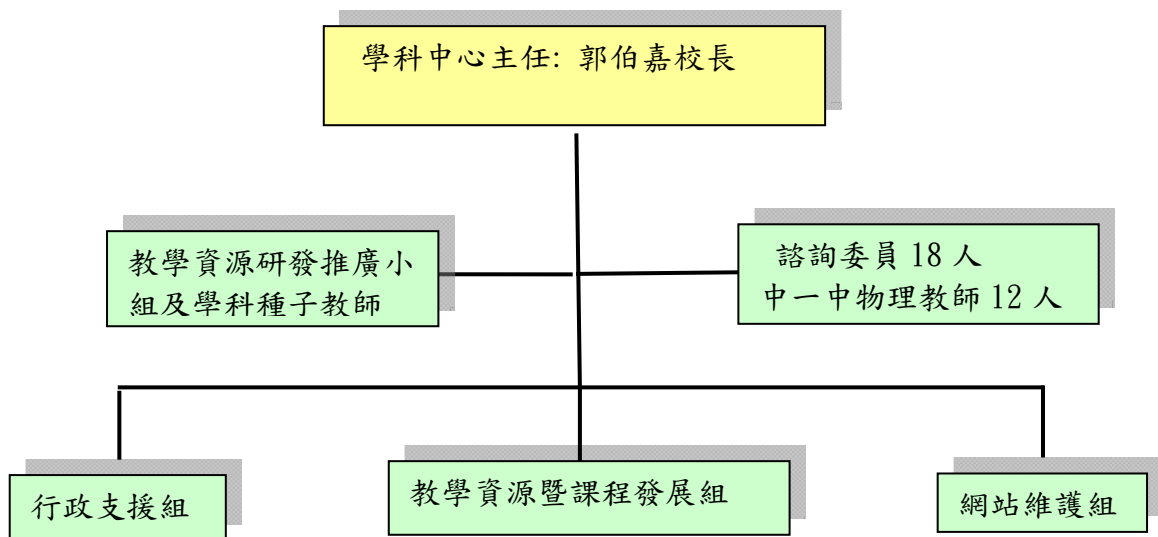 學科中心主任: 郭伯嘉校長
教學資源研發推廣小
組及學科種子教師
諮詢委員 18 人
中一中物理教師 12 人
行政支援組
教學資源暨課程發展組
網站維護組